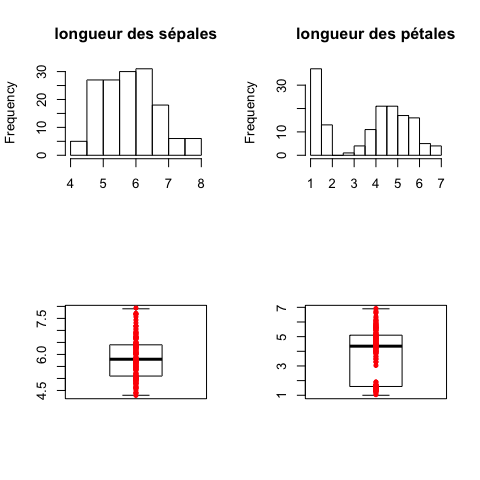 longueur des sépales
longueur des pétales
Frequency
0 10 30
4 5 6 7 8
Frequency
0 10 30
1 2 3 4 5 6 7
4.5 6.0 7.5
1 3 5 7